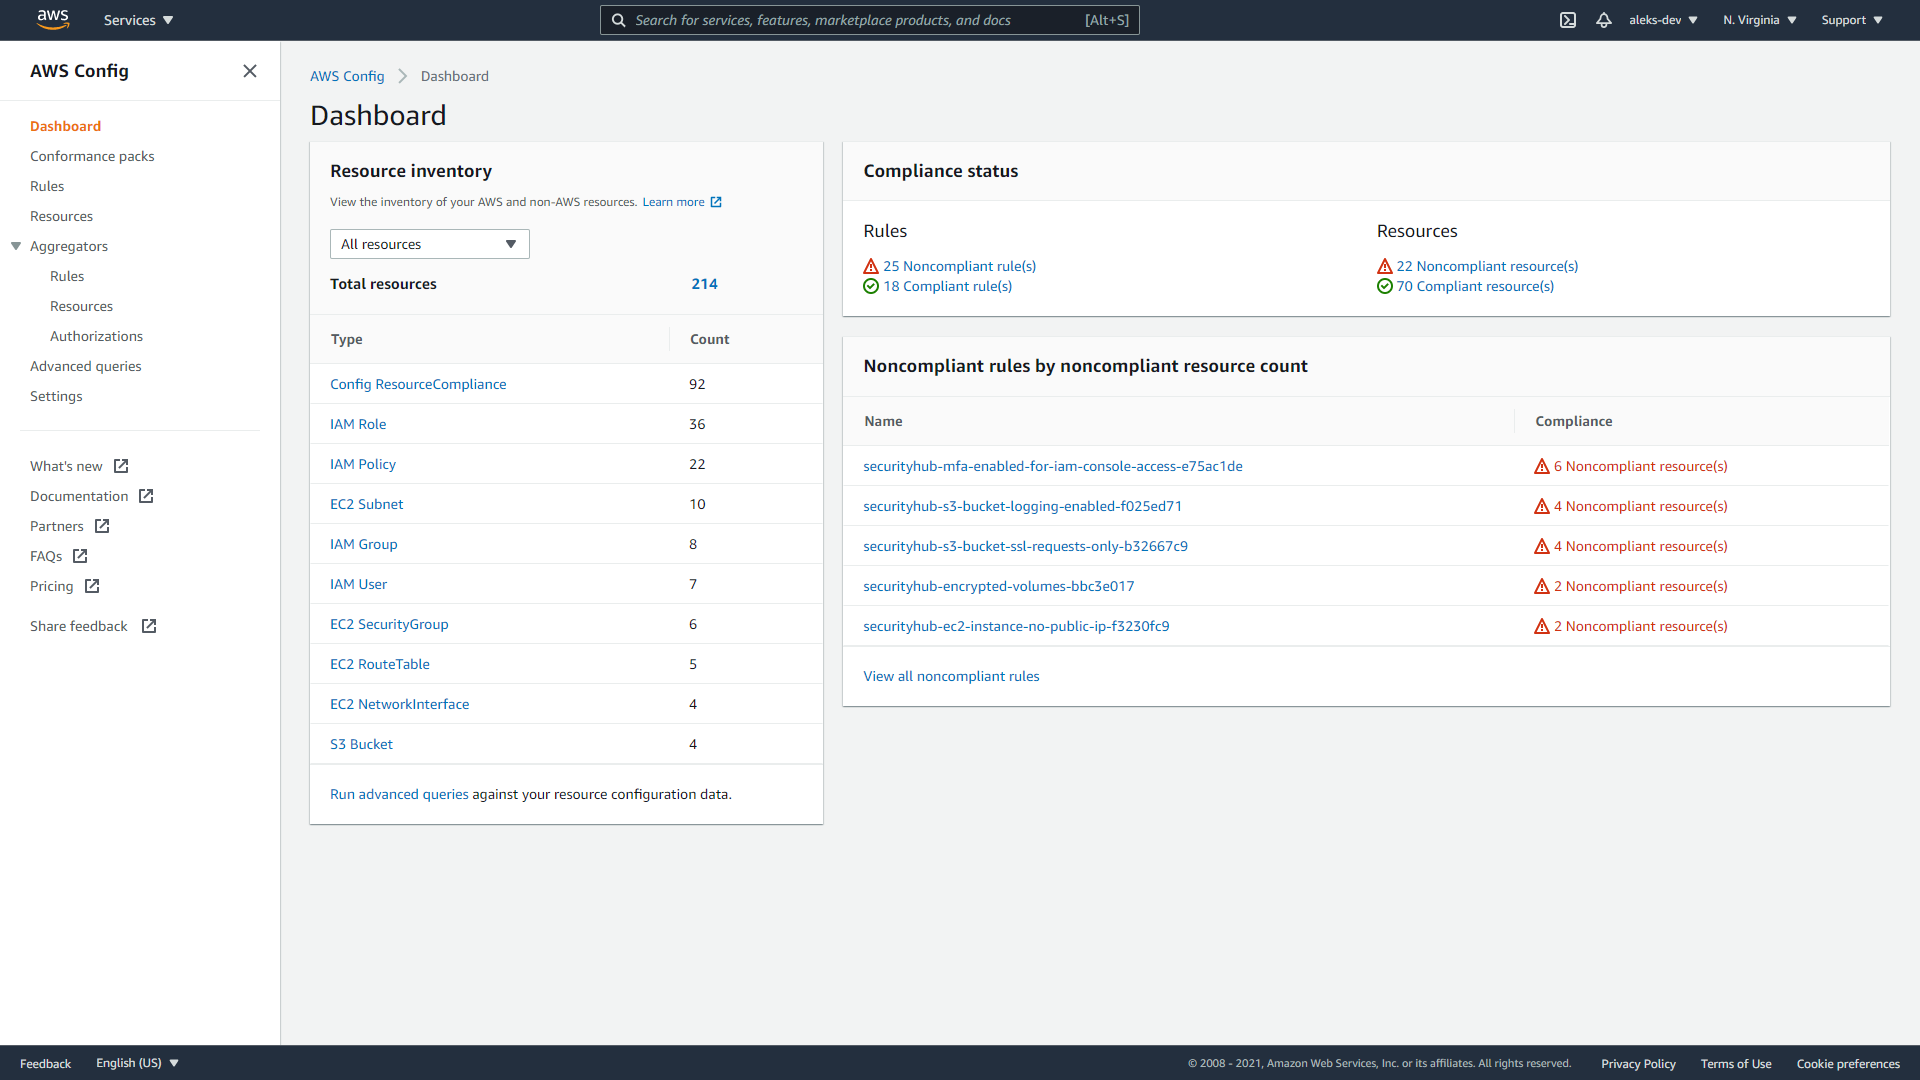 aws
Services
Search for services, features, marketplace products, and docs [Alt+S]
aleks-dev
N. Virginia
Support
AWS Config
Dashboard
Conformance packs
Rules
Resources
Aggregators
Rules
Resources
Authorizations
Advanced queries
Settings
What's new
Documentation
Partners
FAQs
Pricing
Share feedback
AWS Config Dashboard
Dashboard
Resource inventory
View the inventory of your AWS and non-AWS resources. Learn more
All resources
Total resources 214
Type Count
Config ResourceCompliance 92
IAM Role 36
IAM Policy 22
EC2 Subnet 10
IAM Group 8
IAM User 7
EC2 SecurityGroup 6
EC2 RouteTable 5
EC2 NetworkInterface 4
S3 Bucket 4
Run advanced queries against your resource configuration data.
Compliance status
Rules
25 Noncompliant rule(s)
18 Compliant rule(s)
Resources
22 Noncompliant resource(s)
70 Compliant resource(s)
Noncompliant rules by noncompliant resource count
Name Compliance
securityhub-mfa-enabled-for-iam-console-access-e75ac1de 6 Noncompliant resource(s)
securityhub-s3-bucket-logging-enabled-f025ed71 4 Noncompliant resource(s)
securityhub-s3-bucket-ssl-requests-only-b32667c9 4 Noncompliant resource(s)
securityhub-encrypted-volumes-bbc3e017 2 Noncompliant resource(s)
securityhub-ec2-instance-no-public-ip-f3230fc9 2 Noncompliant resource(s)
View all noncompliant rules
Feedback
English (US)
© 2008 - 2021, Amazon Web Services, Inc. or its affiliates. All rights reserved.
Privacy Policy
Terms of Use
Cookie preferences